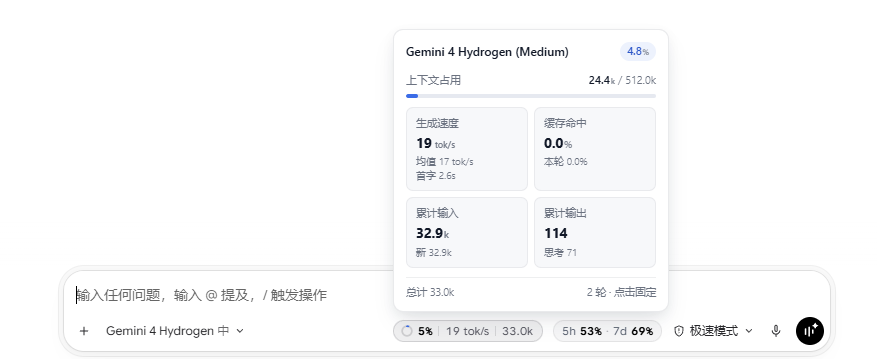 Gemini 4 Hydrogen (Medium) 4.8%
上下文占用 24.4k / 512.0k
生成速度
19 tok/s
均值 17 tok/s
首字 2.6s
缓存命中
0.0%
本轮 0.0%
累计输入
32.9k
新 32.9k
累计输出
114
思考 71
总计 33.0k 2 轮 · 点击固定
输入任何问题，输入 @ 提及，/ 触发操作
Gemini 4 Hydrogen 中 5% 19 tok/s 33.0k 5h 53% · 7d 69% 极速模式